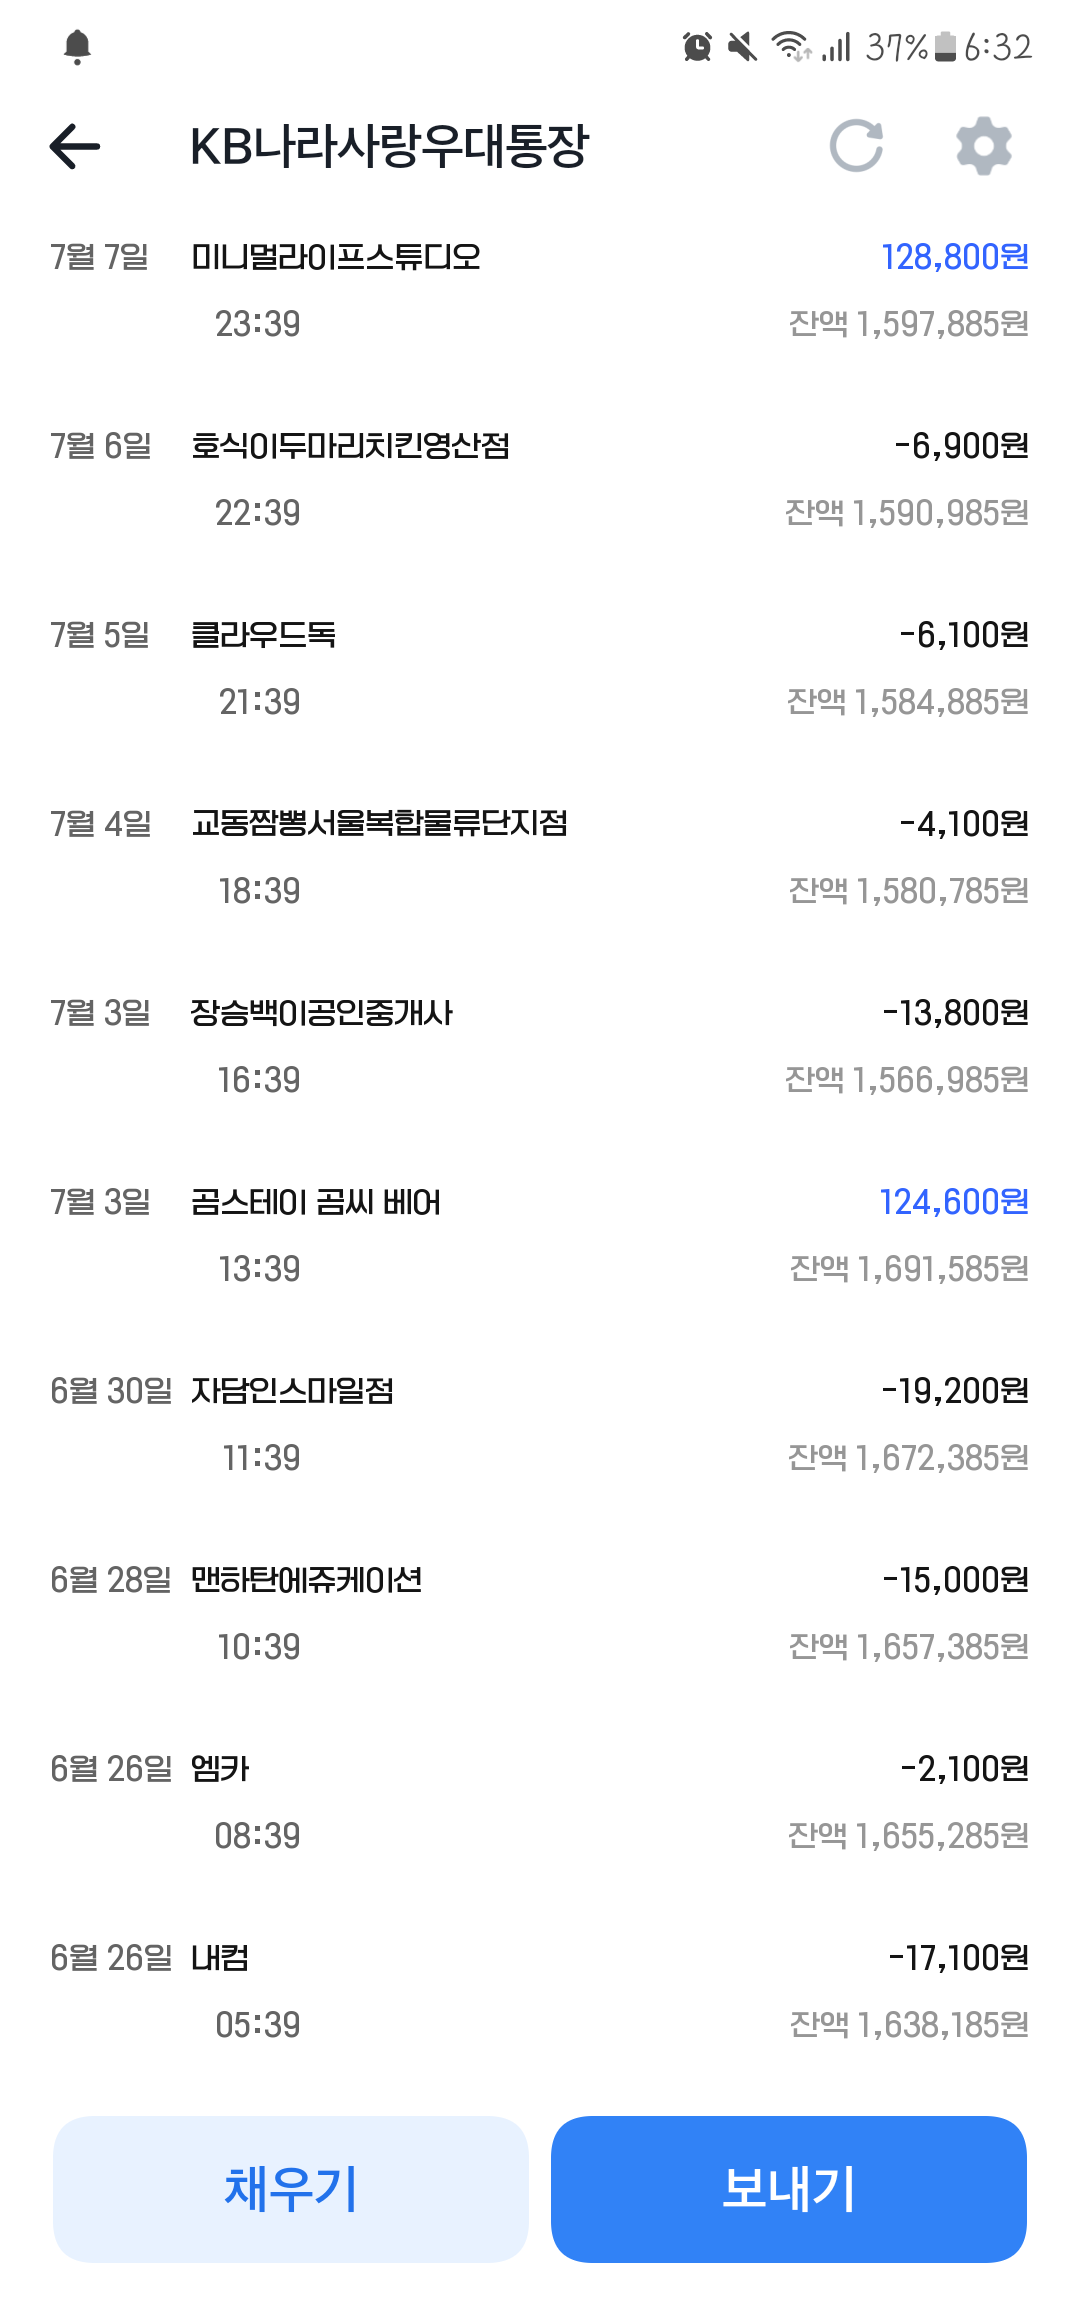 37% 6:32
KB나라사랑우대통장
7월 7일 미니멀라이프스튜디오 128,800원
23:39 잔액 1,597,885원
7월 6일 호식이두마리치킨영산점 -6,900원
22:39 잔액 1,590,985원
7월 5일 클라우드독 -6,100원
21:39 잔액 1,584,885원
7월 4일 교동짬뽕서울복합물류단지점 -4,100원
18:39 잔액 1,580,785원
7월 3일 장승백이공인중개사 -13,800원
16:39 잔액 1,566,985원
7월 3일 곰스테이 곰씨 베어 124,600원
13:39 잔액 1,691,585원
6월 30일 자담인스마일점 -19,200원
11:39 잔액 1,672,385원
6월 28일 맨하탄에쥬케이션 -15,000원
10:39 잔액 1,657,385원
6월 26일 엠카 -2,100원
08:39 잔액 1,655,285원
6월 26일 내컴 -17,100원
05:39 잔액 1,638,185원
채우기 보내기